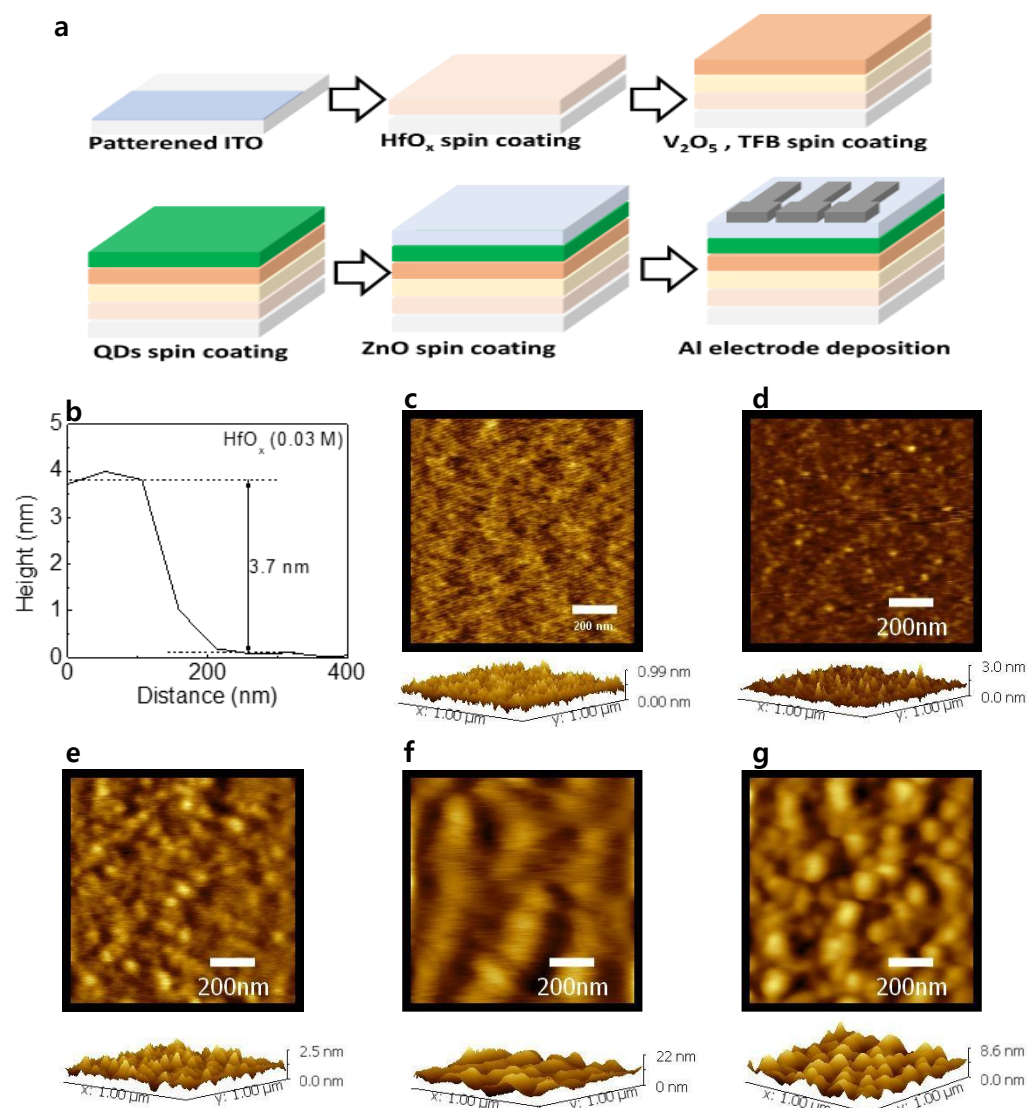 a
Patterened ITO
HfOx spin coating
V2O5 , TFB spin coating
QDs spin coating
ZnO spin coating
Al electrode deposition
b
5
4
3
2
1
0
Height (nm)
HfOx (0.03 M)
3.7 nm
0
200
400
Distance (nm)
c
200 nm
0.99 nm
0.00 nm
x: 1.00 µm
y: 1.00 µm
d
200nm
3.0 nm
0.0 nm
x: 1.00 µm
y: 1.00 µm
e
200nm
2.5 nm
0.0 nm
x: 1.00 µm
y: 1.00 µm
f
200nm
22 nm
0 nm
x: 1.00 µm
y: 1.00 µm
g
200nm
8.6 nm
0.0 nm
x: 1.00 µm
y: 1.00 µm